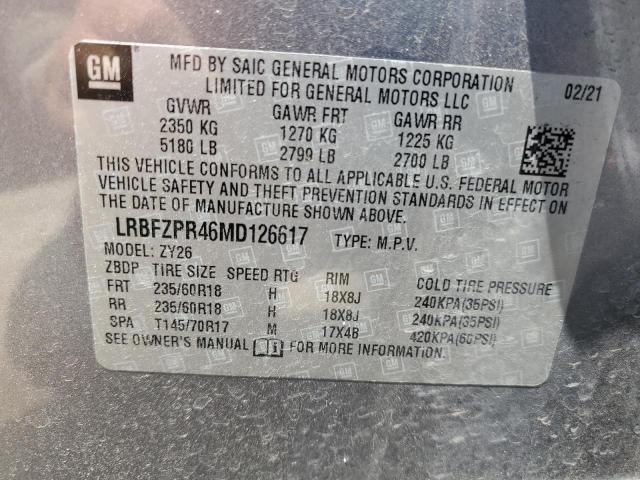 GM
MFD BY SAIC GENERAL MOTORS CORPORATION
LIMITED FOR GENERAL MOTORS LLC
02/21
GVWR GAWR FRT GAWR RR
2350 KG 1270 KG 1225 KG
5180 LB 2799 LB 2700 LB
THIS VEHICLE CONFORMS TO ALL APPLICABLE U.S. FEDERAL MOTOR
VEHICLE SAFETY AND THEFT PREVENTION STANDARDS IN EFFECT ON
THE DATE OF MANUFACTURE SHOWN ABOVE.
LRBFZPR46MD126617 TYPE: M.P.V.
MODEL: ZY26
ZBDP TIRE SIZE SPEED RTG RIM COLD TIRE PRESSURE
FRT 235/60R18 H 18X8J 240KPA(35PSI)
RR 235/60R18 H 18X8J 240KPA(35PSI)
SPA T145/70R17 M 17X4B 420KPA(60PSI)
SEE OWNER'S MANUAL FOR MORE INFORMATION